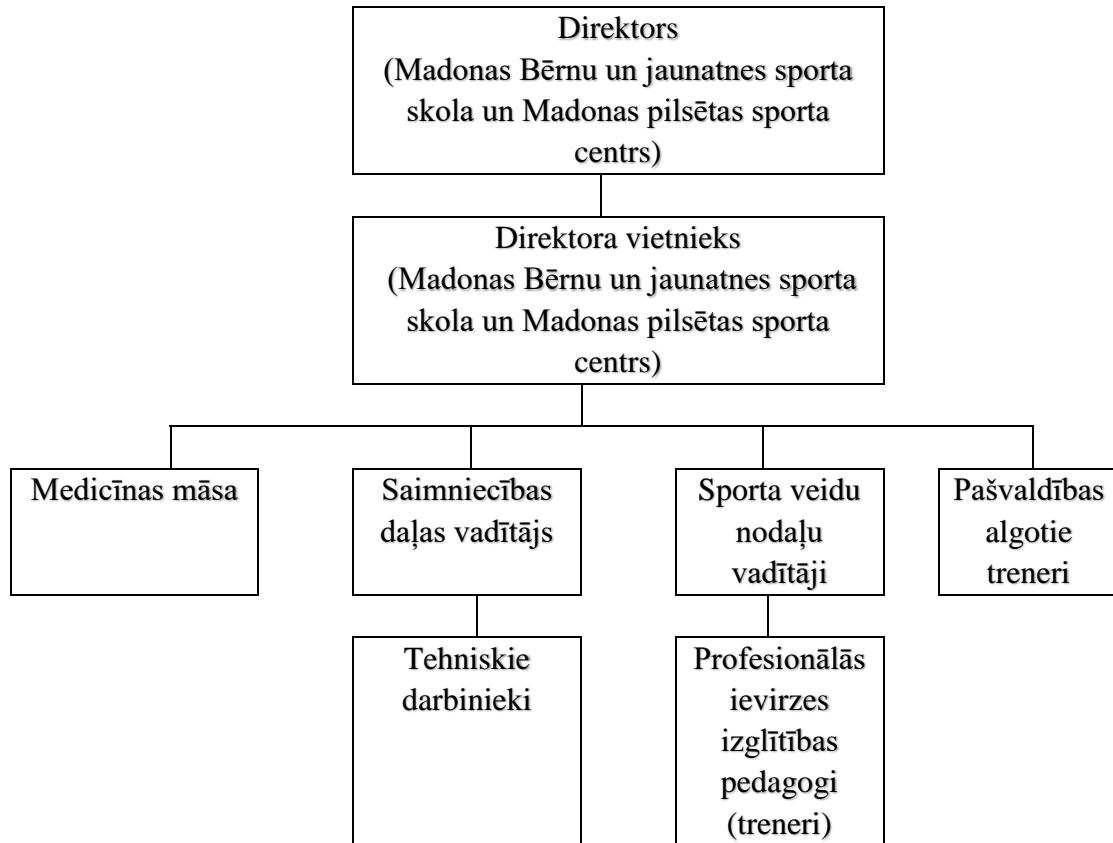 Direktors
(Madonas Bērnu un jaunatnes sporta
skola un Madonas pilsētas sporta
centrs)
Direktora vietnieks
(Madonas Bērnu un jaunatnes sporta
skola un Madonas pilsētas sporta
centrs)
Medicīnas māsa
Saimniecības
daļas vadītājs
Sporta veidu
nodaļu
vadītāji
Pašvaldības
algotie
treneri
Tehniskie
darbinieki
Profesionālās
ievirzes
izglītības
pedagogi
(treneri)